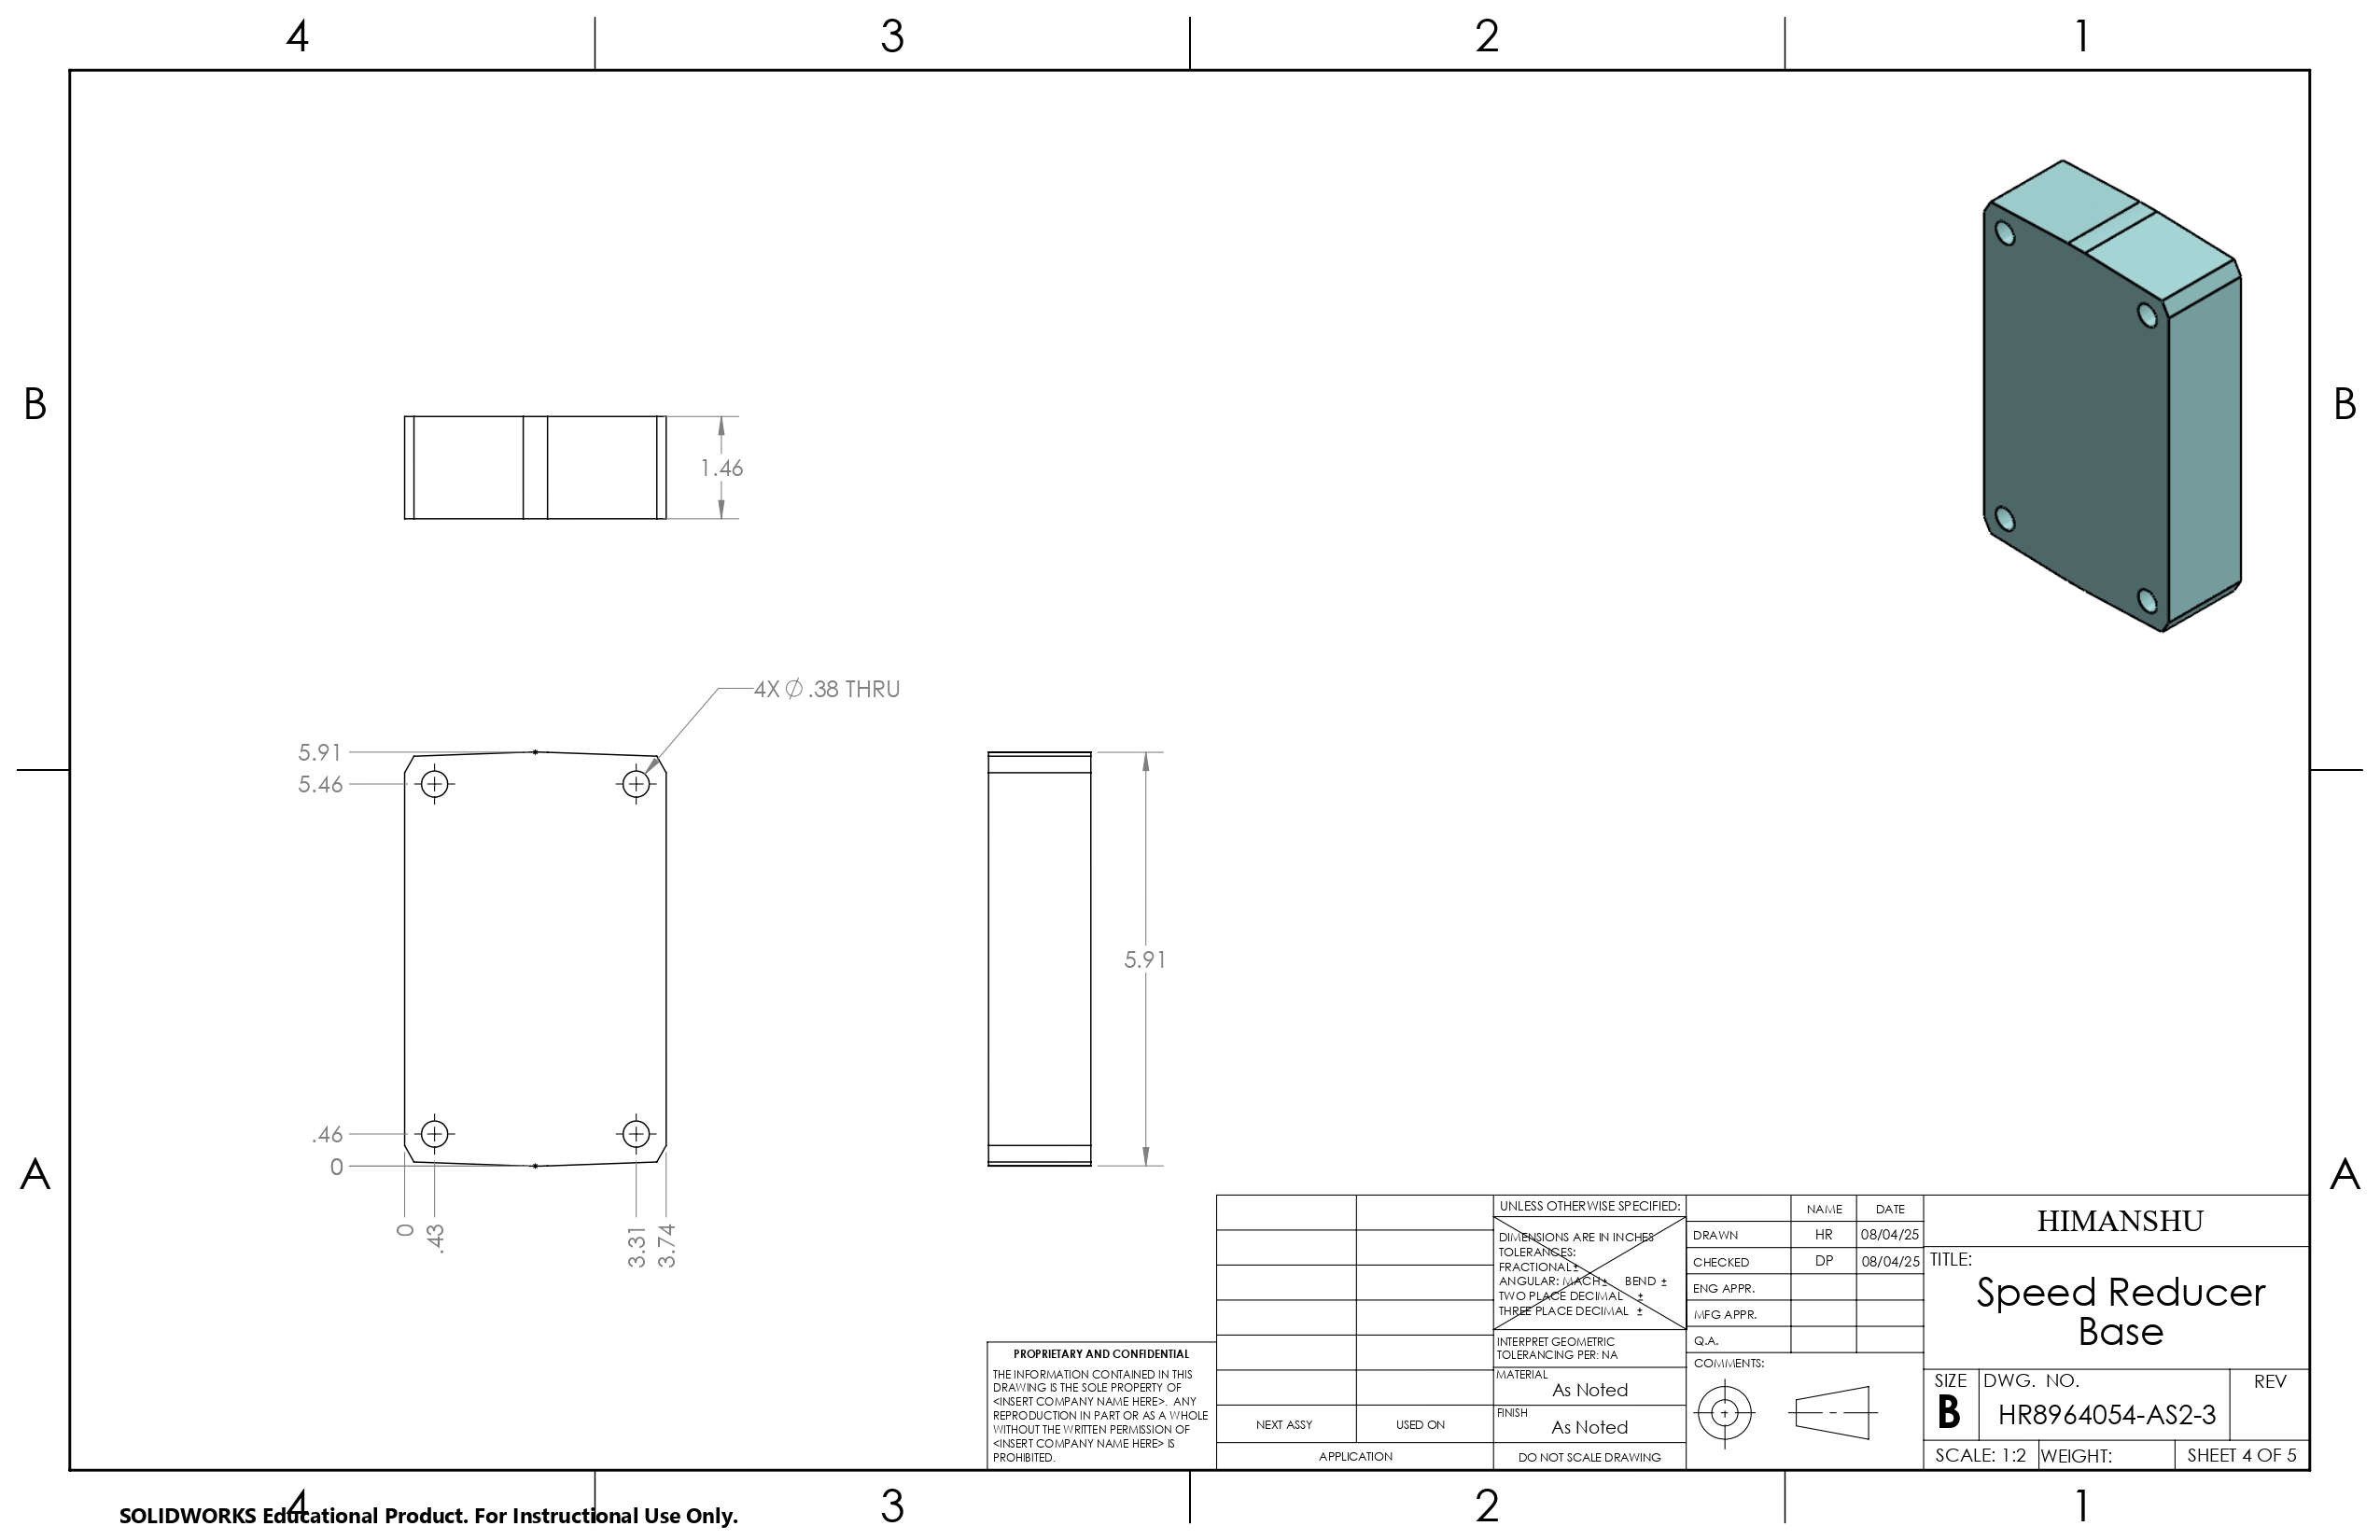 4 3 2 1
B B
1.46
4X ∅ .38 THRU
5.91
5.46
5.91
.46
0
A A
0 .43 3.31 3.74
UNLESS OTHERWISE SPECIFIED:
DIMENSIONS ARE IN INCHES
TOLERANCES:
FRACTIONAL±
ANGULAR: MACH± BEND ±
TWO PLACE DECIMAL ±
THREE PLACE DECIMAL ±
INTERPRET GEOMETRIC
TOLERANCING PER: NA
MATERIAL
As Noted
FINISH
As Noted
DO NOT SCALE DRAWING
NAME DATE
DRAWN HR 08/04/25
CHECKED DP 08/04/25
ENG APPR.
MFG APPR.
Q.A.
COMMENTS:
HIMANSHU
TITLE:
Speed Reducer
Base
SIZE DWG. NO. REV
B HR8964054-AS2-3
SCALE: 1:2 WEIGHT: SHEET 4 OF 5
PROPRIETARY AND CONFIDENTIAL
THE INFORMATION CONTAINED IN THIS
DRAWING IS THE SOLE PROPERTY OF
<INSERT COMPANY NAME HERE>. ANY
REPRODUCTION IN PART OR AS A WHOLE
WITHOUT THE WRITTEN PERMISSION OF
<INSERT COMPANY NAME HERE> IS
PROHIBITED.
NEXT ASSY USED ON
APPLICATION
4 3 2 1
SOLIDWORKS Educational Product. For Instructional Use Only.